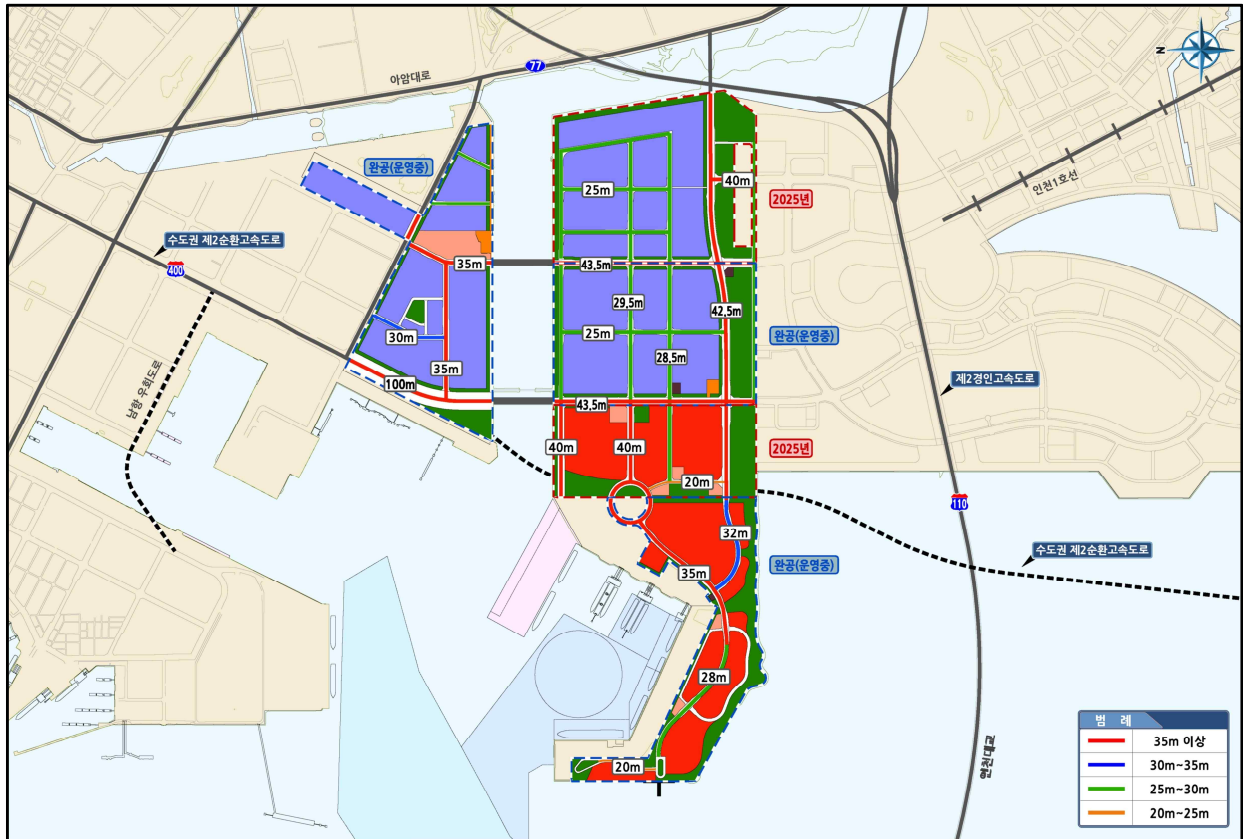 N
77
아암대로
완공(운영중)
인천1호선
40m
25m
2025년
수도권 제2순환고속도로
400
35m
43.5m
29.5m
42.5m
25m
완공(운영중)
30m
28.5m
35m
100m
43.5m
제2경인고속도로
남항 우회도로
40m
40m
2025년
20m
110
32m
수도권 제2순환고속도로
35m
완공(운영중)
28m
범 례
35m 이상
30m~35m
25m~30m
20m~25m
20m
인천대교